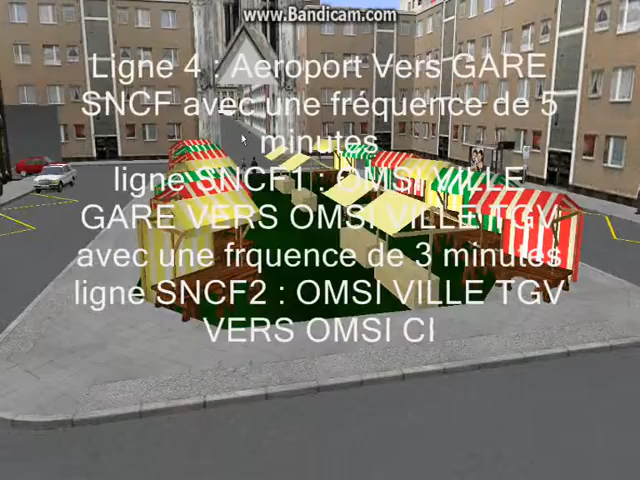 www.Bandicam.com
Ligne 4 : Aeroport Vers GARE
SNCF avec une fréquence de 5
minutes
ligne SNCF1 : OMSI VILLE
GARE VERS OMSI VILLE TGV
avec une frquence de 3 minutes
ligne SNCF2 : OMSI VILLE TGV
VERS OMSI CI